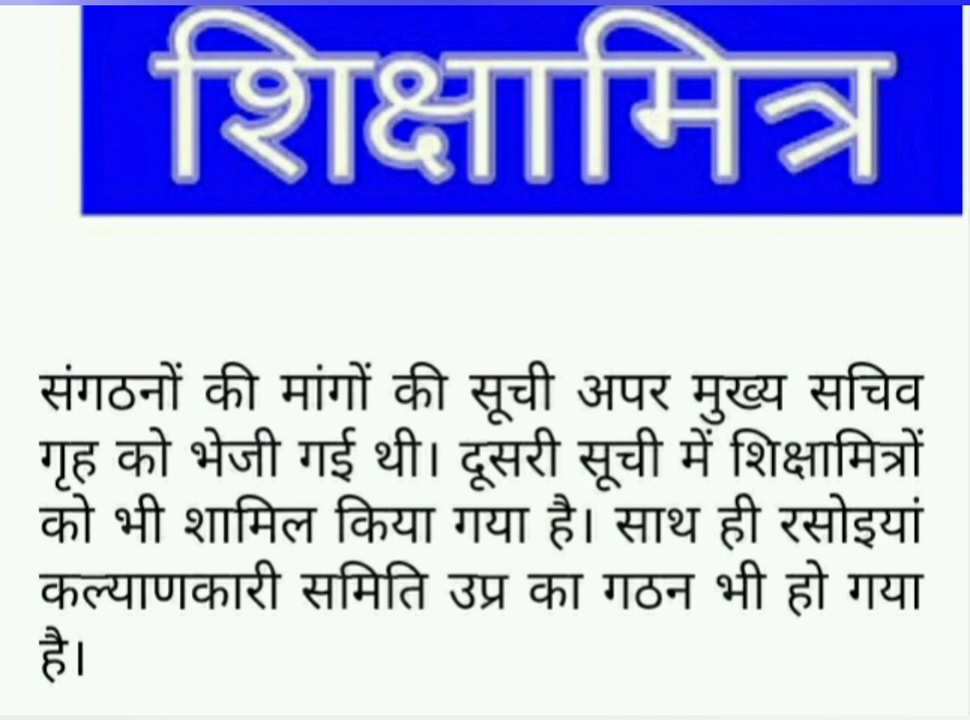 शिक्षामित्र
संगठनों की मांगों की सूची अपर मुख्य सचिव
गृह को भेजी गई थी। दूसरी सूची में शिक्षामित्रों
को भी शामिल किया गया है। साथ ही रसोइयां
कल्याणकारी समिति उप्र का गठन भी हो गया
है।